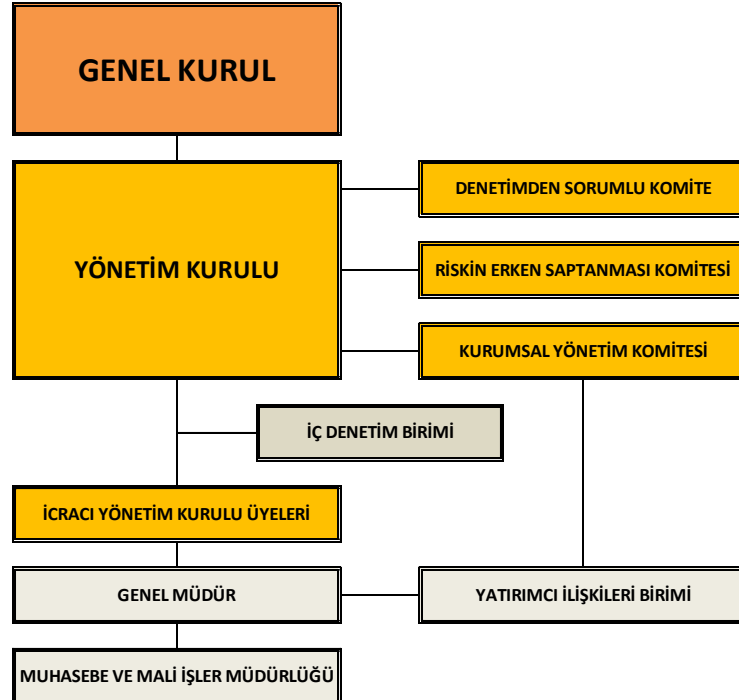 GENEL KURUL
YÖNETİM KURULU
DENETİMDEN SORUMLU KOMİTE
RİSKİN ERKEN SAPTANMASI KOMİTESİ
KURUMSAL YÖNETİM KOMİTESİ
İÇ DENETİM BİRİMİ
İCRACI YÖNETİM KURULU ÜYELERİ
GENEL MÜDÜR
YATIRIMCI İLİŞKİLERİ BİRİMİ
MUHASEBE VE MALİ İŞLER MÜDÜRLÜĞÜ